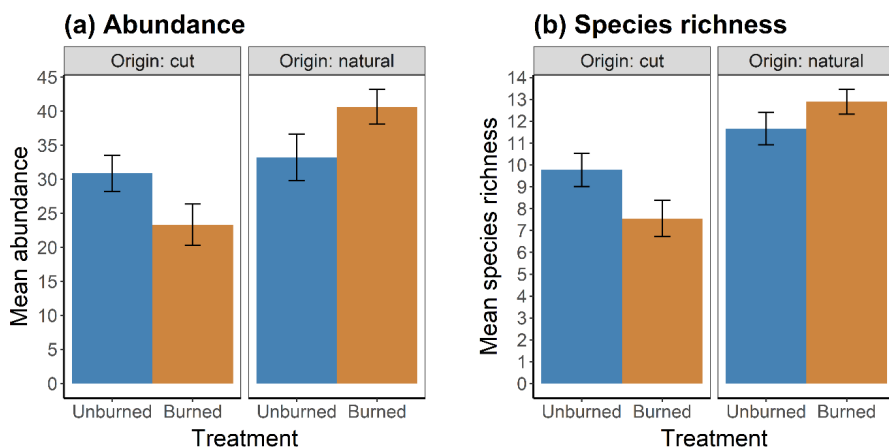 (a) Abundance
Origin: cut
Origin: natural
45
40
35
30
25
20
15
10
5
0
Mean abundance
Unburned
Burned
Unburned
Burned
Treatment
(b) Species richness
Origin: cut
Origin: natural
14
13
12
11
10
9
8
7
6
5
4
3
2
1
0
Mean species richness
Unburned
Burned
Unburned
Burned
Treatment